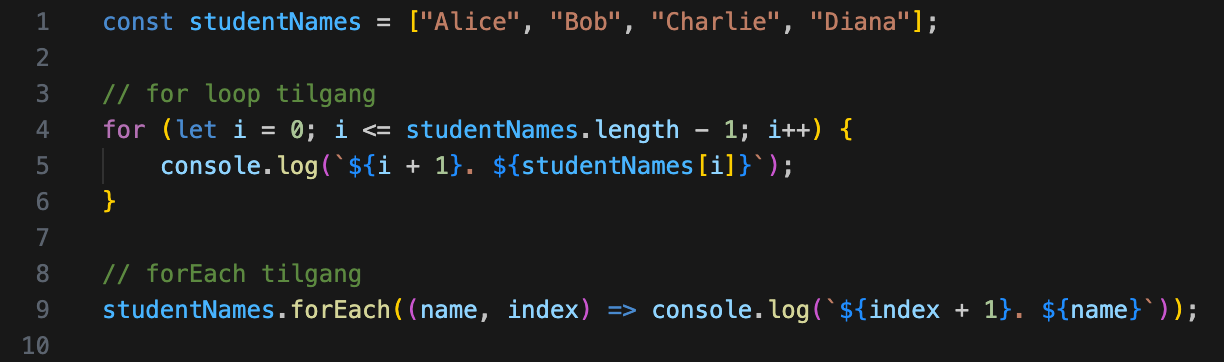 1 const studentNames = ["Alice", "Bob", "Charlie", "Diana"];
2
3 // for loop tilgang
4 for (let i = 0; i <= studentNames.length - 1; i++) {
5     console.log(`${i + 1}. ${studentNames[i]}`);
6 }
7
8 // forEach tilgang
9 studentNames.forEach((name, index) => console.log(`${index + 1}. ${name}`));
10